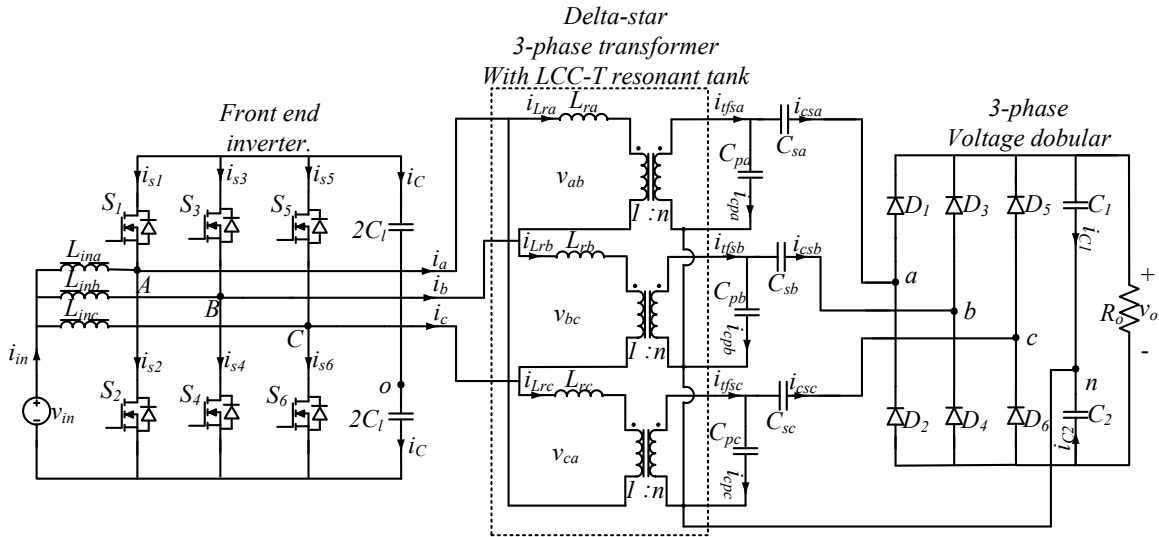 Delta-star
3-phase transformer
With LCC-T resonant tank
Front end
inverter.
3-phase
Voltage dobular
i_s1
i_s3
i_s5
i_C
S_1
S_3
S_5
2C_l
L_ina
L_inb
L_inc
A
B
C
i_a
i_b
i_c
i_in
v_in
i_s2
i_s4
i_s6
o
S_2
S_4
S_6
2C_l
i_C
i_Lra
L_ra
v_ab
1 :n
i_tfsa
i_csa
C_pa
C_sa
i_cpa
i_Lrb
L_rb
v_bc
1 :n
i_tfsb
i_csb
C_pb
C_sb
i_cpb
i_Lrc
L_rc
v_ca
1 :n
i_tfsc
i_csc
C_pc
C_sc
i_cpc
D_1
D_3
D_5
C_1
i_C1
a
b
c
n
D_2
D_4
D_6
C_2
i_C2
R_o
+
v_o
-